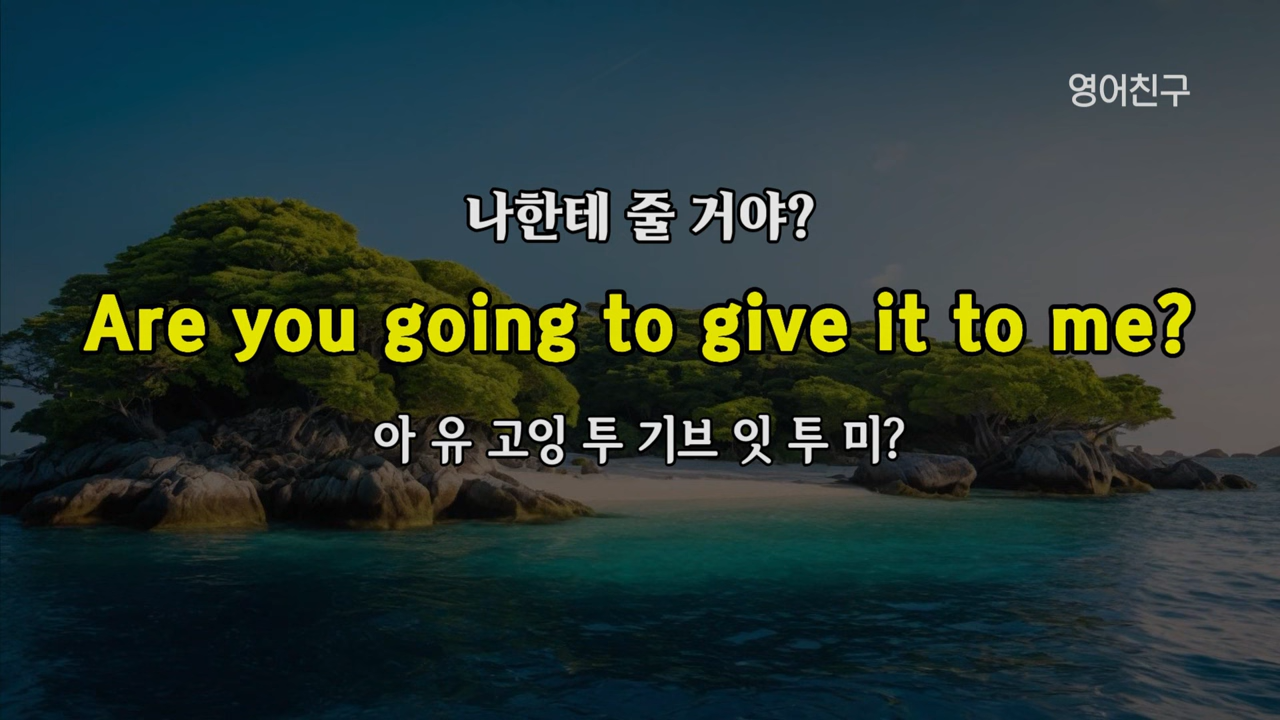 영어친구
나한테 줄 거야?
Are you going to give it to me?
아 유 고잉 투 기브 잇 투 미?